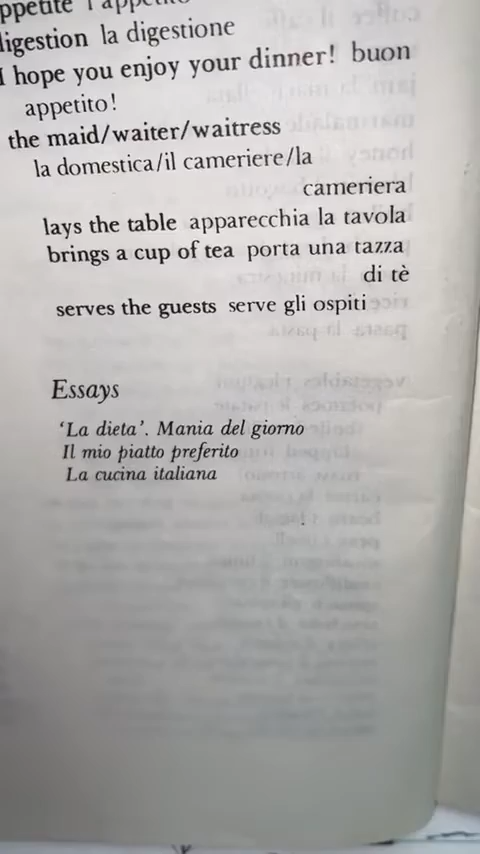 appetite l'appetito
digestion la digestione
I hope you enjoy your dinner! buon
appetito!
the maid/waiter/waitress
la domestica/il cameriere/la
cameriera
lays the table apparecchia la tavola
brings a cup of tea porta una tazza
di tè
serves the guests serve gli ospiti
Essays
‘La dieta’. Mania del giorno
Il mio piatto preferito
La cucina italiana